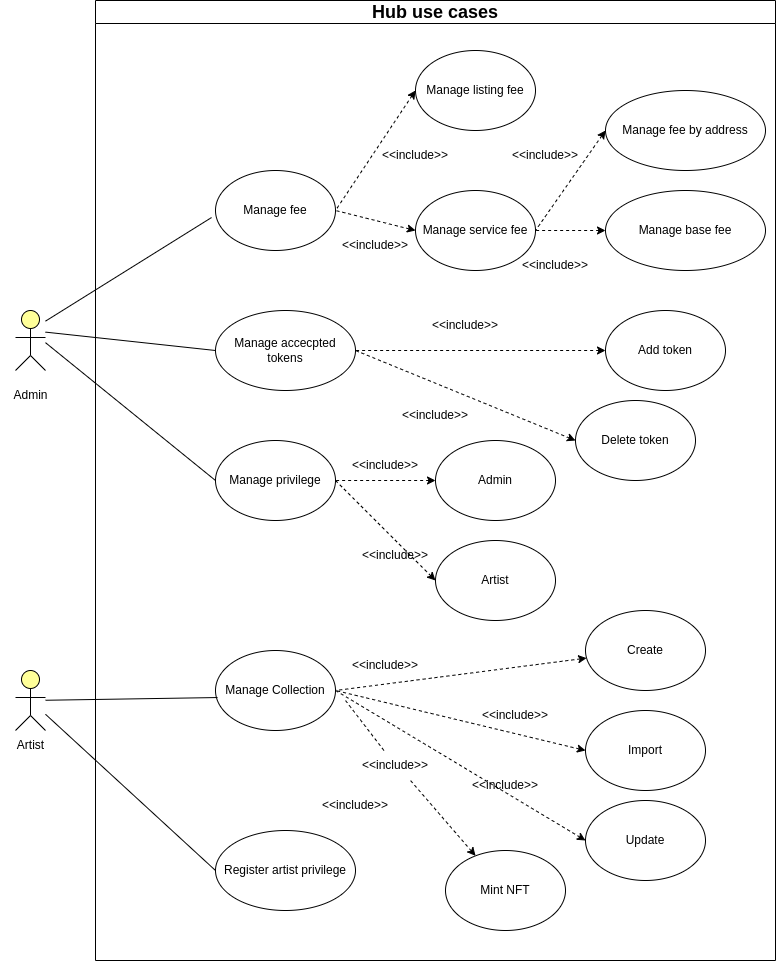 Hub use cases
Manage listing fee
Manage fee by address
<<include>>
<<include>>
Manage fee
Manage service fee
Manage base fee
<<include>>
<<include>>
Admin
Manage accecpted
tokens
<<include>>
Add token
<<include>>
Delete token
Manage privilege
<<include>>
Admin
<<include>>
Artist
Artist
Manage Collection
<<include>>
Create
<<include>>
Import
<<include>>
<<include>>
<<include>>
Update
Register artist privilege
Mint NFT